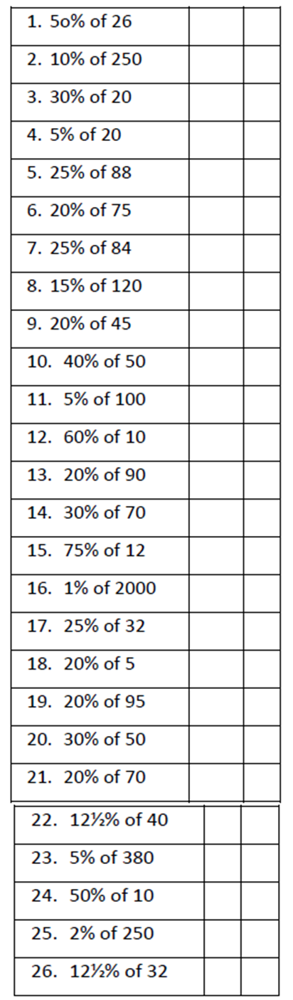 1. 5o% of 26
2. 10% of 250
3. 30% of 20
4. 5% of 20
5. 25% of 88
6. 20% of 75
7. 25% of 84
8. 15% of 120
9. 20% of 45
10. 40% of 50
11. 5% of 100
12. 60% of 10
13. 20% of 90
14. 30% of 70
15. 75% of 12
16. 1% of 2000
17. 25% of 32
18. 20% of 5
19. 20% of 95
20. 30% of 50
21. 20% of 70
22. 12½% of 40
23. 5% of 380
24. 50% of 10
25. 2% of 250
26. 12½% of 32